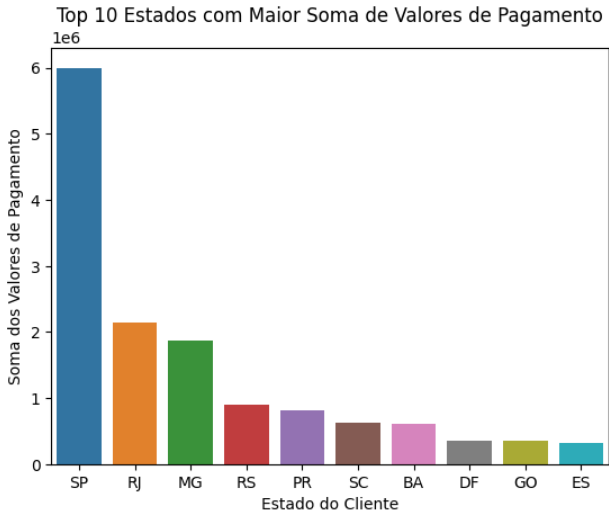 Top 10 Estados com Maior Soma de Valores de Pagamento
1e6
6
5
4
3
2
1
0
Soma dos Valores de Pagamento
SP RJ MG RS PR SC BA DF GO ES
Estado do Cliente